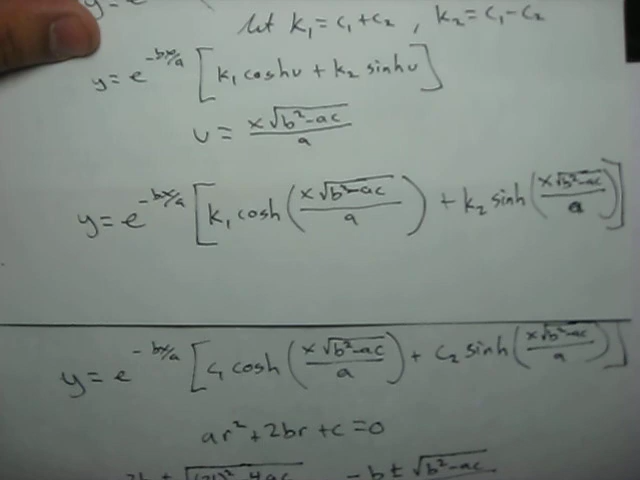 y = e
let k₁ = c₁ + c₂ , k₂ = c₁ - c₂
y = e^(-bx/a) [k₁ cosh u + k₂ sinh u]
u = x√(b²-ac) / a
y = e^(-bx/a) [k₁ cosh (x√(b²-ac) / a) + k₂ sinh (x√(b²-ac) / a)]
y = e^(-bx/a) [c₁ cosh (x√(b²-ac) / a) + c₂ sinh (x√(b²-ac) / a)]
ar² + 2br + c = 0
-b ± √(b²-ac)